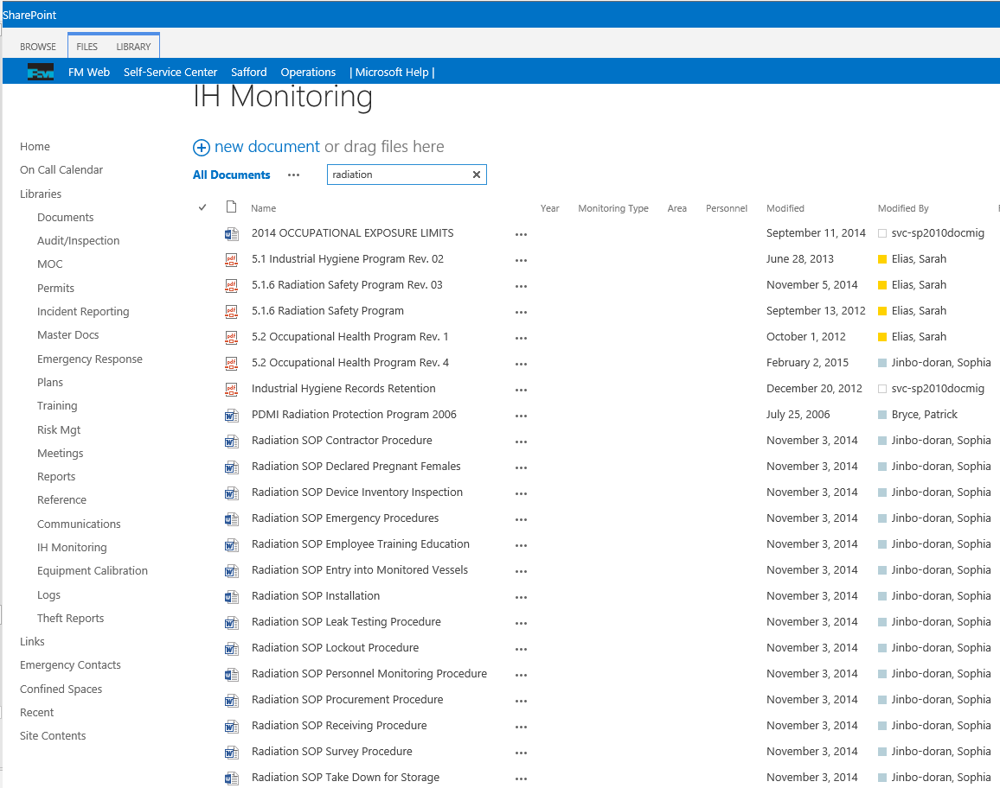 SharePoint
BROWSE FILES LIBRARY
FMI FM Web Self-Service Center Safford Operations | Microsoft Help |
IH Monitoring
Home
On Call Calendar
Libraries
Documents
Audit/Inspection
MOC
Permits
Incident Reporting
Master Docs
Emergency Response
Plans
Training
Risk Mgt
Meetings
Reports
Reference
Communications
IH Monitoring
Equipment Calibration
Logs
Theft Reports
Links
Emergency Contacts
Confined Spaces
Recent
Site Contents
new document or drag files here
All Documents ... radiation
Name Year Monitoring Type Area Personnel Modified Modified By
2014 OCCUPATIONAL EXPOSURE LIMITS ... September 11, 2014 svc-sp2010docmig
5.1 Industrial Hygiene Program Rev. 02 ... June 28, 2013 Elias, Sarah
5.1.6 Radiation Safety Program Rev. 03 ... November 5, 2014 Elias, Sarah
5.1.6 Radiation Safety Program ... September 13, 2012 Elias, Sarah
5.2 Occupational Health Program Rev. 1 ... October 1, 2012 Elias, Sarah
5.2 Occupational Health Program Rev. 4 ... February 2, 2015 Jinbo-doran, Sophia
Industrial Hygiene Records Retention ... December 20, 2012 svc-sp2010docmig
PDMI Radiation Protection Program 2006 ... July 25, 2006 Bryce, Patrick
Radiation SOP Contractor Procedure ... November 3, 2014 Jinbo-doran, Sophia
Radiation SOP Declared Pregnant Females ... November 3, 2014 Jinbo-doran, Sophia
Radiation SOP Device Inventory Inspection ... November 3, 2014 Jinbo-doran, Sophia
Radiation SOP Emergency Procedures ... November 3, 2014 Jinbo-doran, Sophia
Radiation SOP Employee Training Education ... November 3, 2014 Jinbo-doran, Sophia
Radiation SOP Entry into Monitored Vessels ... November 3, 2014 Jinbo-doran, Sophia
Radiation SOP Installation ... November 3, 2014 Jinbo-doran, Sophia
Radiation SOP Leak Testing Procedure ... November 3, 2014 Jinbo-doran, Sophia
Radiation SOP Lockout Procedure ... November 3, 2014 Jinbo-doran, Sophia
Radiation SOP Personnel Monitoring Procedure ... November 3, 2014 Jinbo-doran, Sophia
Radiation SOP Procurement Procedure ... November 3, 2014 Jinbo-doran, Sophia
Radiation SOP Receiving Procedure ... November 3, 2014 Jinbo-doran, Sophia
Radiation SOP Survey Procedure ... November 3, 2014 Jinbo-doran, Sophia
Radiation SOP Take Down for Storage ... November 3, 2014 Jinbo-doran, Sophia